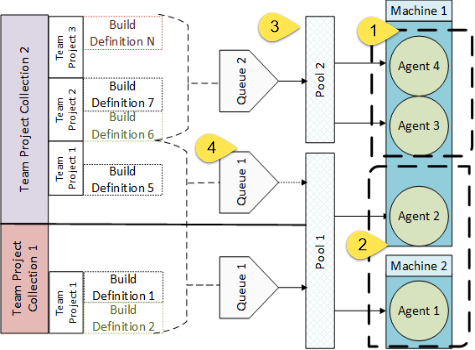 Team Project Collection 2
Team
Project 3
Build
Definition N
Team
Project 2
Build
Definition 7
Build
Definition 6
Team
Project 1
Build
Definition 5
Team Project
Collection 1
Team
Project 1
Build
Definition 1
Build
Definition 2
Queue 2
4
Queue 1
Queue 1
3
Pool 2
Pool 1
Machine 1
1
Agent 4
Agent 3
Agent 2
2
Machine 2
Agent 1